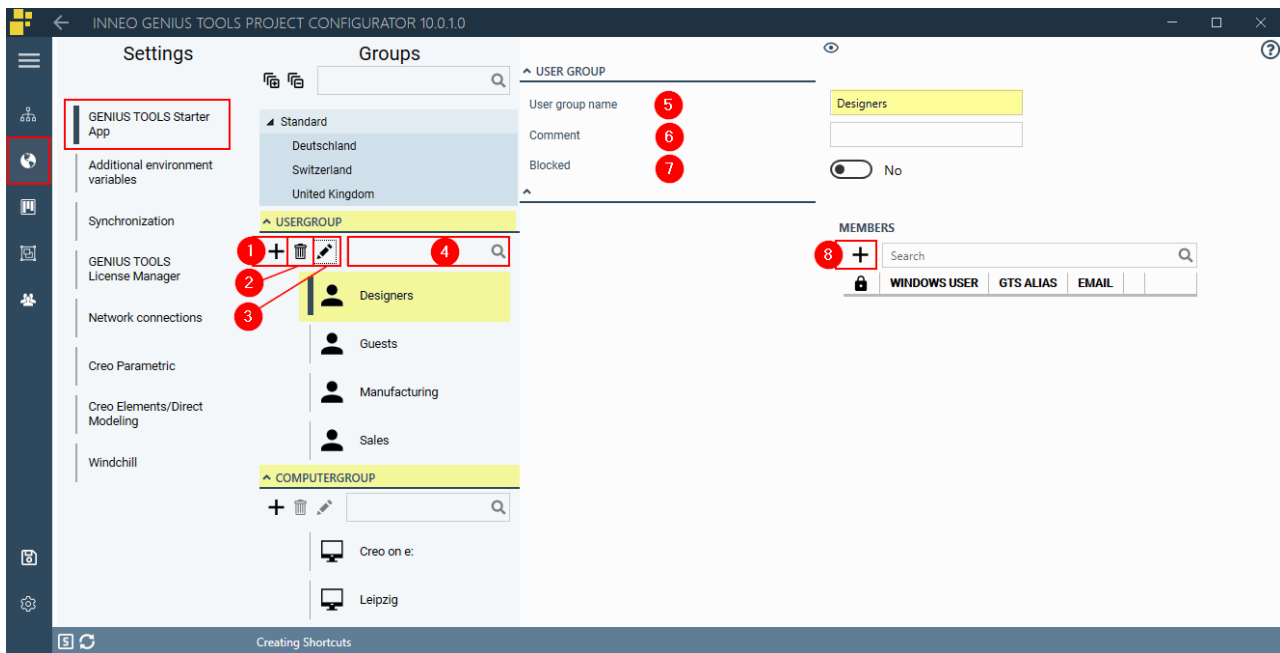 INNEO GENIUS TOOLS PROJECT CONFIGURATOR 10.0.1.0
Settings
GENIUS TOOLS Starter
App
Additional environment
variables
Synchronization
GENIUS TOOLS
License Manager
Network connections
Creo Parametric
Creo Elements/Direct
Modeling
Windchill
Groups
Standard
Deutschland
Switzerland
United Kingdom
USERGROUP
1
2
3
4
Designers
Guests
Manufacturing
Sales
COMPUTERGROUP
Creo on e:
Leipzig
USER GROUP
User group name 5 Designers
Comment 6
Blocked 7 No
MEMBERS
8 Search
WINDOWS USER GTS ALIAS EMAIL
S Creating Shortcuts